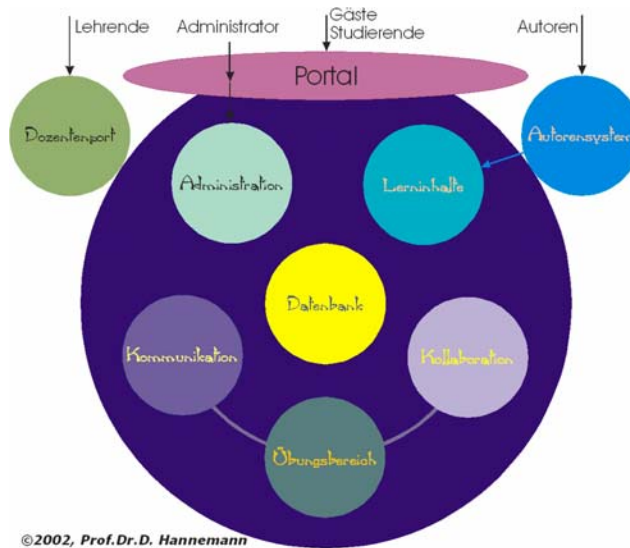 Lehrende
Administrator
Gäste
Studierende
Autoren
Portal
Dozentenport
Administration
Lerninhalte
Autorensystem
Datenbank
Kommunikation
Kollaboration
Übungsbereich
©2002, Prof.Dr.D. Hannemann